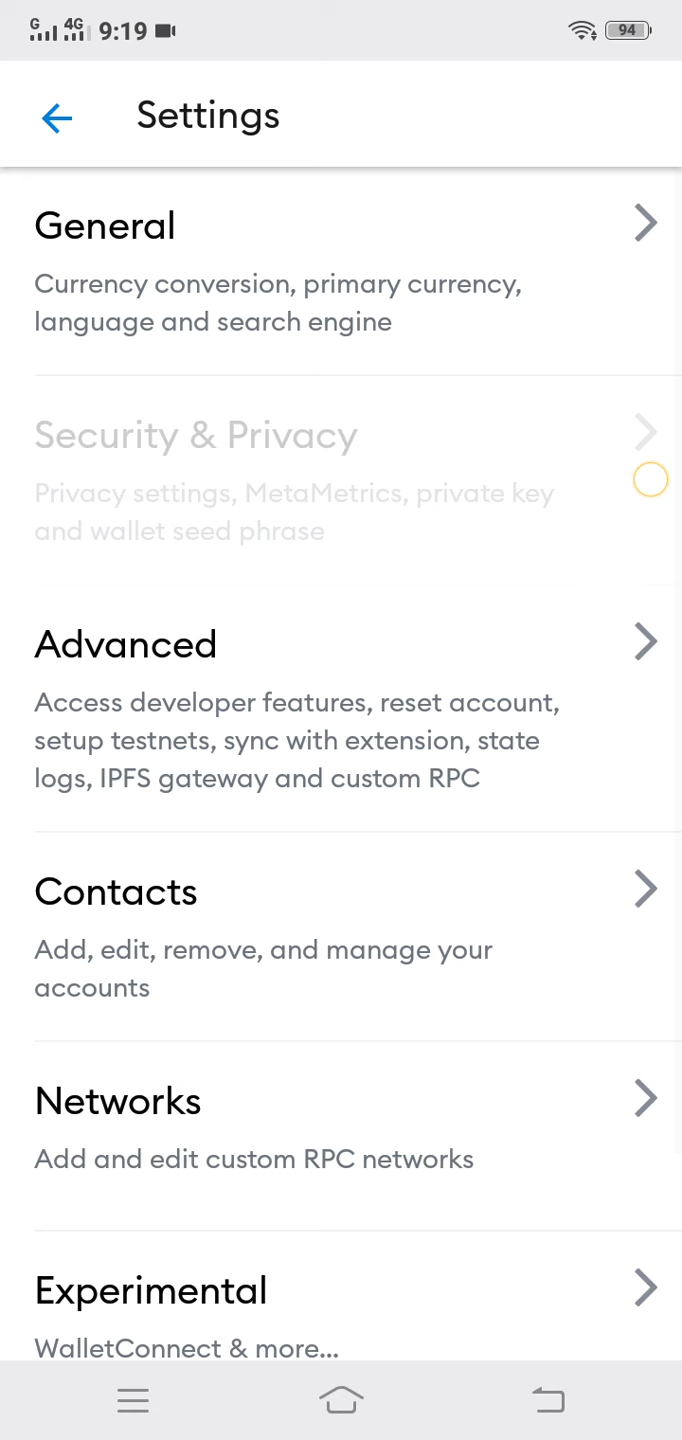 G 4G 9:19 94
Settings
General
Currency conversion, primary currency,
language and search engine
Security & Privacy
Privacy settings, MetaMetrics, private key
and wallet seed phrase
Advanced
Access developer features, reset account,
setup testnets, sync with extension, state
logs, IPFS gateway and custom RPC
Contacts
Add, edit, remove, and manage your
accounts
Networks
Add and edit custom RPC networks
Experimental
WalletConnect & more...